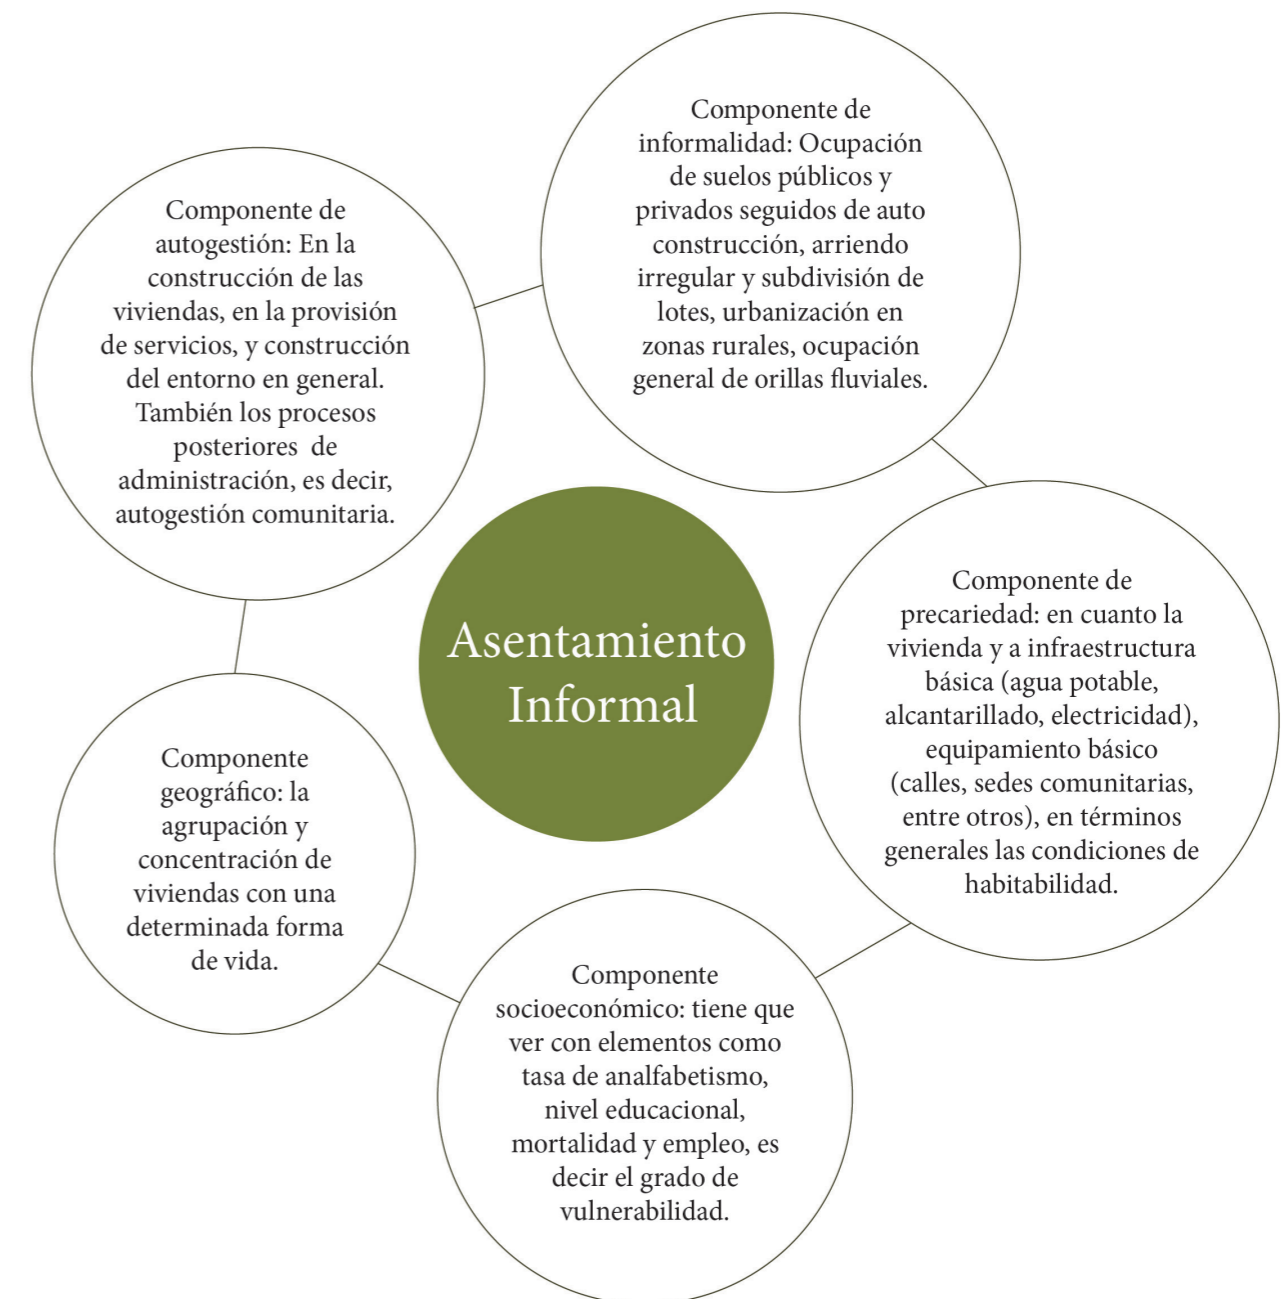 Componente de
informalidad: Ocupación
de suelos públicos y
privados seguidos de auto
construcción, arriendo
irregular y subdivisión de
lotes, urbanización en
zonas rurales, ocupación
general de orillas fluviales.
Componente de
autogestión: En la
construcción de las
viviendas, en la provisión
de servicios, y construcción
del entorno en general.
También los procesos
posteriores de
administración, es decir,
autogestión comunitaria.
Asentamiento
Informal
Componente de
precariedad: en cuanto la
vivienda y a infraestructura
básica (agua potable,
alcantarillado, electricidad),
equipamiento básico
(calles, sedes comunitarias,
entre otros), en términos
generales las condiciones de
habitabilidad.
Componente
geográfico: la
agrupación y
concentración de
viviendas con una
determinada forma
de vida.
Componente
socioeconómico: tiene que
ver con elementos como
tasa de analfabetismo,
nivel educacional,
mortalidad y empleo, es
decir el grado de
vulnerabilidad.